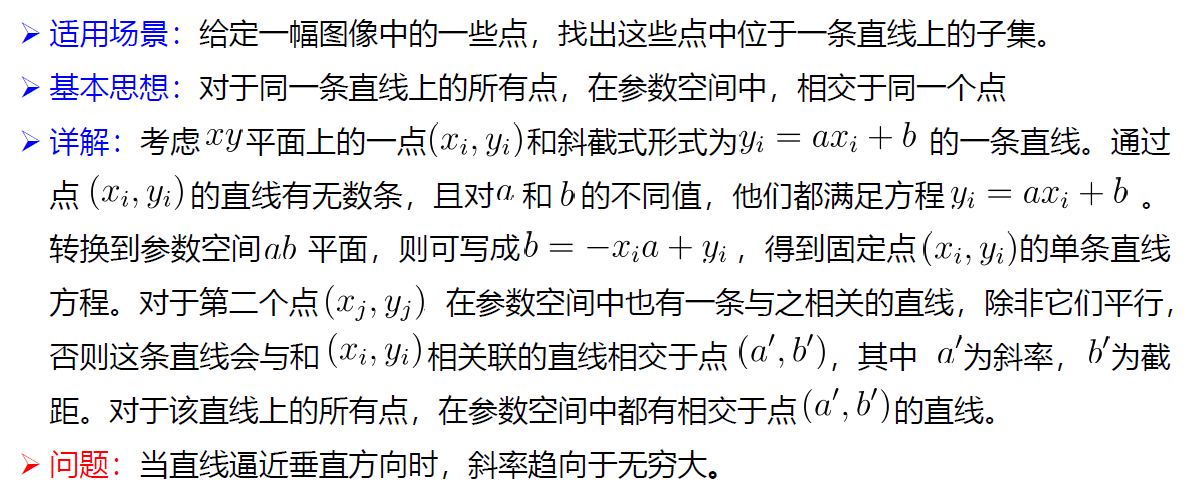 ➢ 适用场景：给定一幅图像中的一些点，找出这些点中位于一条直线上的子集。
➢ 基本思想：对于同一条直线上的所有点，在参数空间中，相交于同一个点
➢ 详解：考虑 xy 平面上的一点(x_i, y_i)和斜截式形式为y_i = ax_i + b 的一条直线。通过
点 (x_i, y_i) 的直线有无数条，且对a 和 b 的不同值，他们都满足方程 y_i = ax_i + b 。
转换到参数空间ab 平面，则可写成b = −x_i a + y_i ，得到固定点(x_i, y_i)的单条直线
方程。对于第二个点(x_j, y_j) 在参数空间中也有一条与之相关的直线，除非它们平行，
否则这条直线会与和 (x_i, y_i) 相关联的直线相交于点 (a′, b′)，其中 a′为斜率， b′为截
距。对于该直线上的所有点，在参数空间中都有相交于点(a′, b′)的直线。
➢ 问题：当直线逼近垂直方向时，斜率趋向于无穷大。